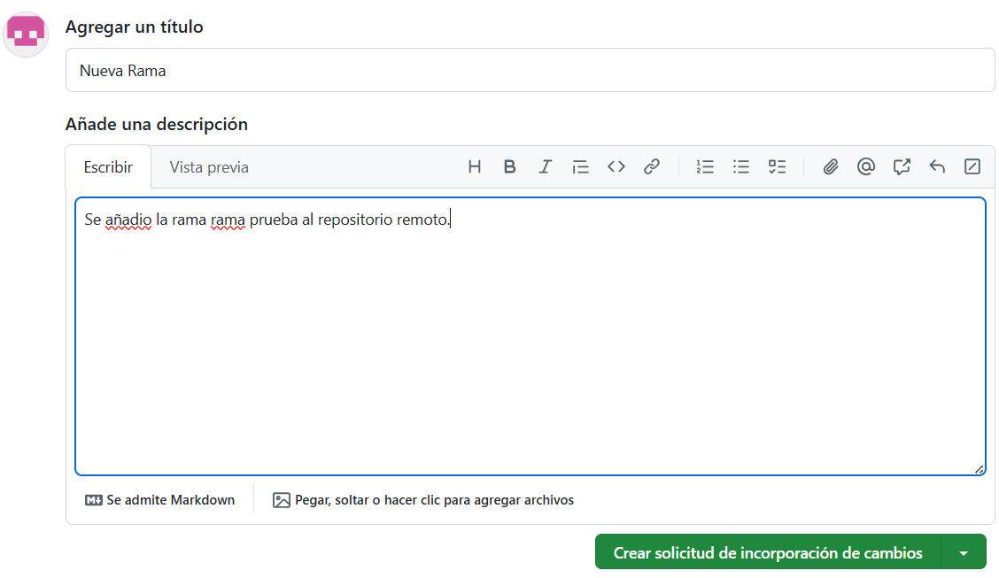 Agregar un título
Nueva Rama
Añade una descripción
Escribir Vista previa
Se añadio la rama rama prueba al repositorio remoto.
Se admite Markdown Pegar, soltar o hacer clic para agregar archivos
Crear solicitud de incorporación de cambios